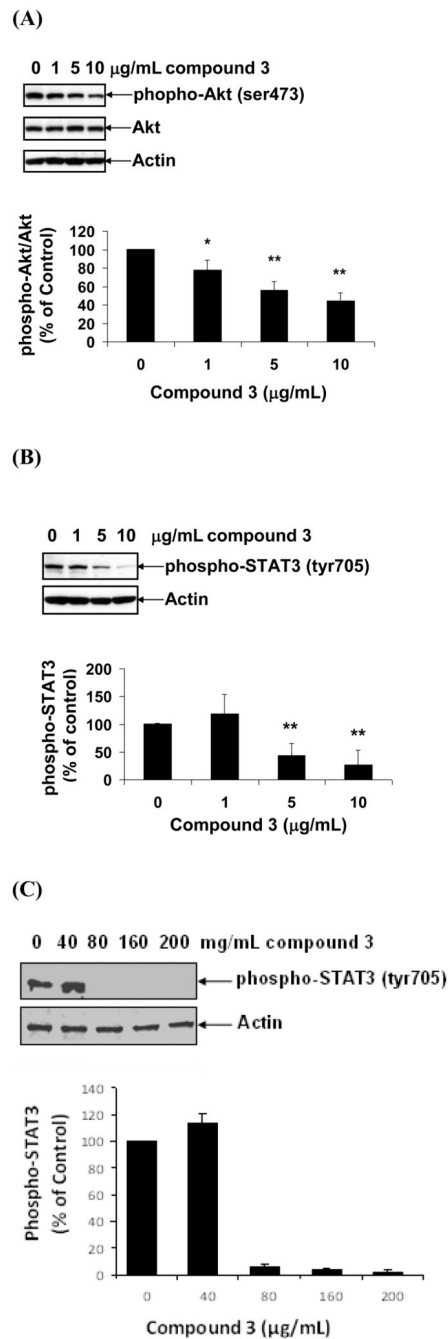 (A)
0 1 5 10 μg/mL compound 3
phopho-Akt (ser473)
Akt
Actin
phospho-Akt/Akt
(% of Control)
120
100
80
60
40
20
0
* ** **
0 1 5 10
Compound 3 (μg/mL)
(B)
0 1 5 10 μg/mL compound 3
phospho-STAT3 (tyr705)
Actin
phospho-STAT3
(% of control)
200
150
100
50
0
** **
0 1 5 10
Compound 3 (μg/mL)
(C)
0 40 80 160 200 mg/mL compound 3
phospho-STAT3 (tyr705)
Actin
Phospho-STAT3
(% of Control)
140
120
100
80
60
40
20
0
0 40 80 160 200
Compound 3 (μg/mL)